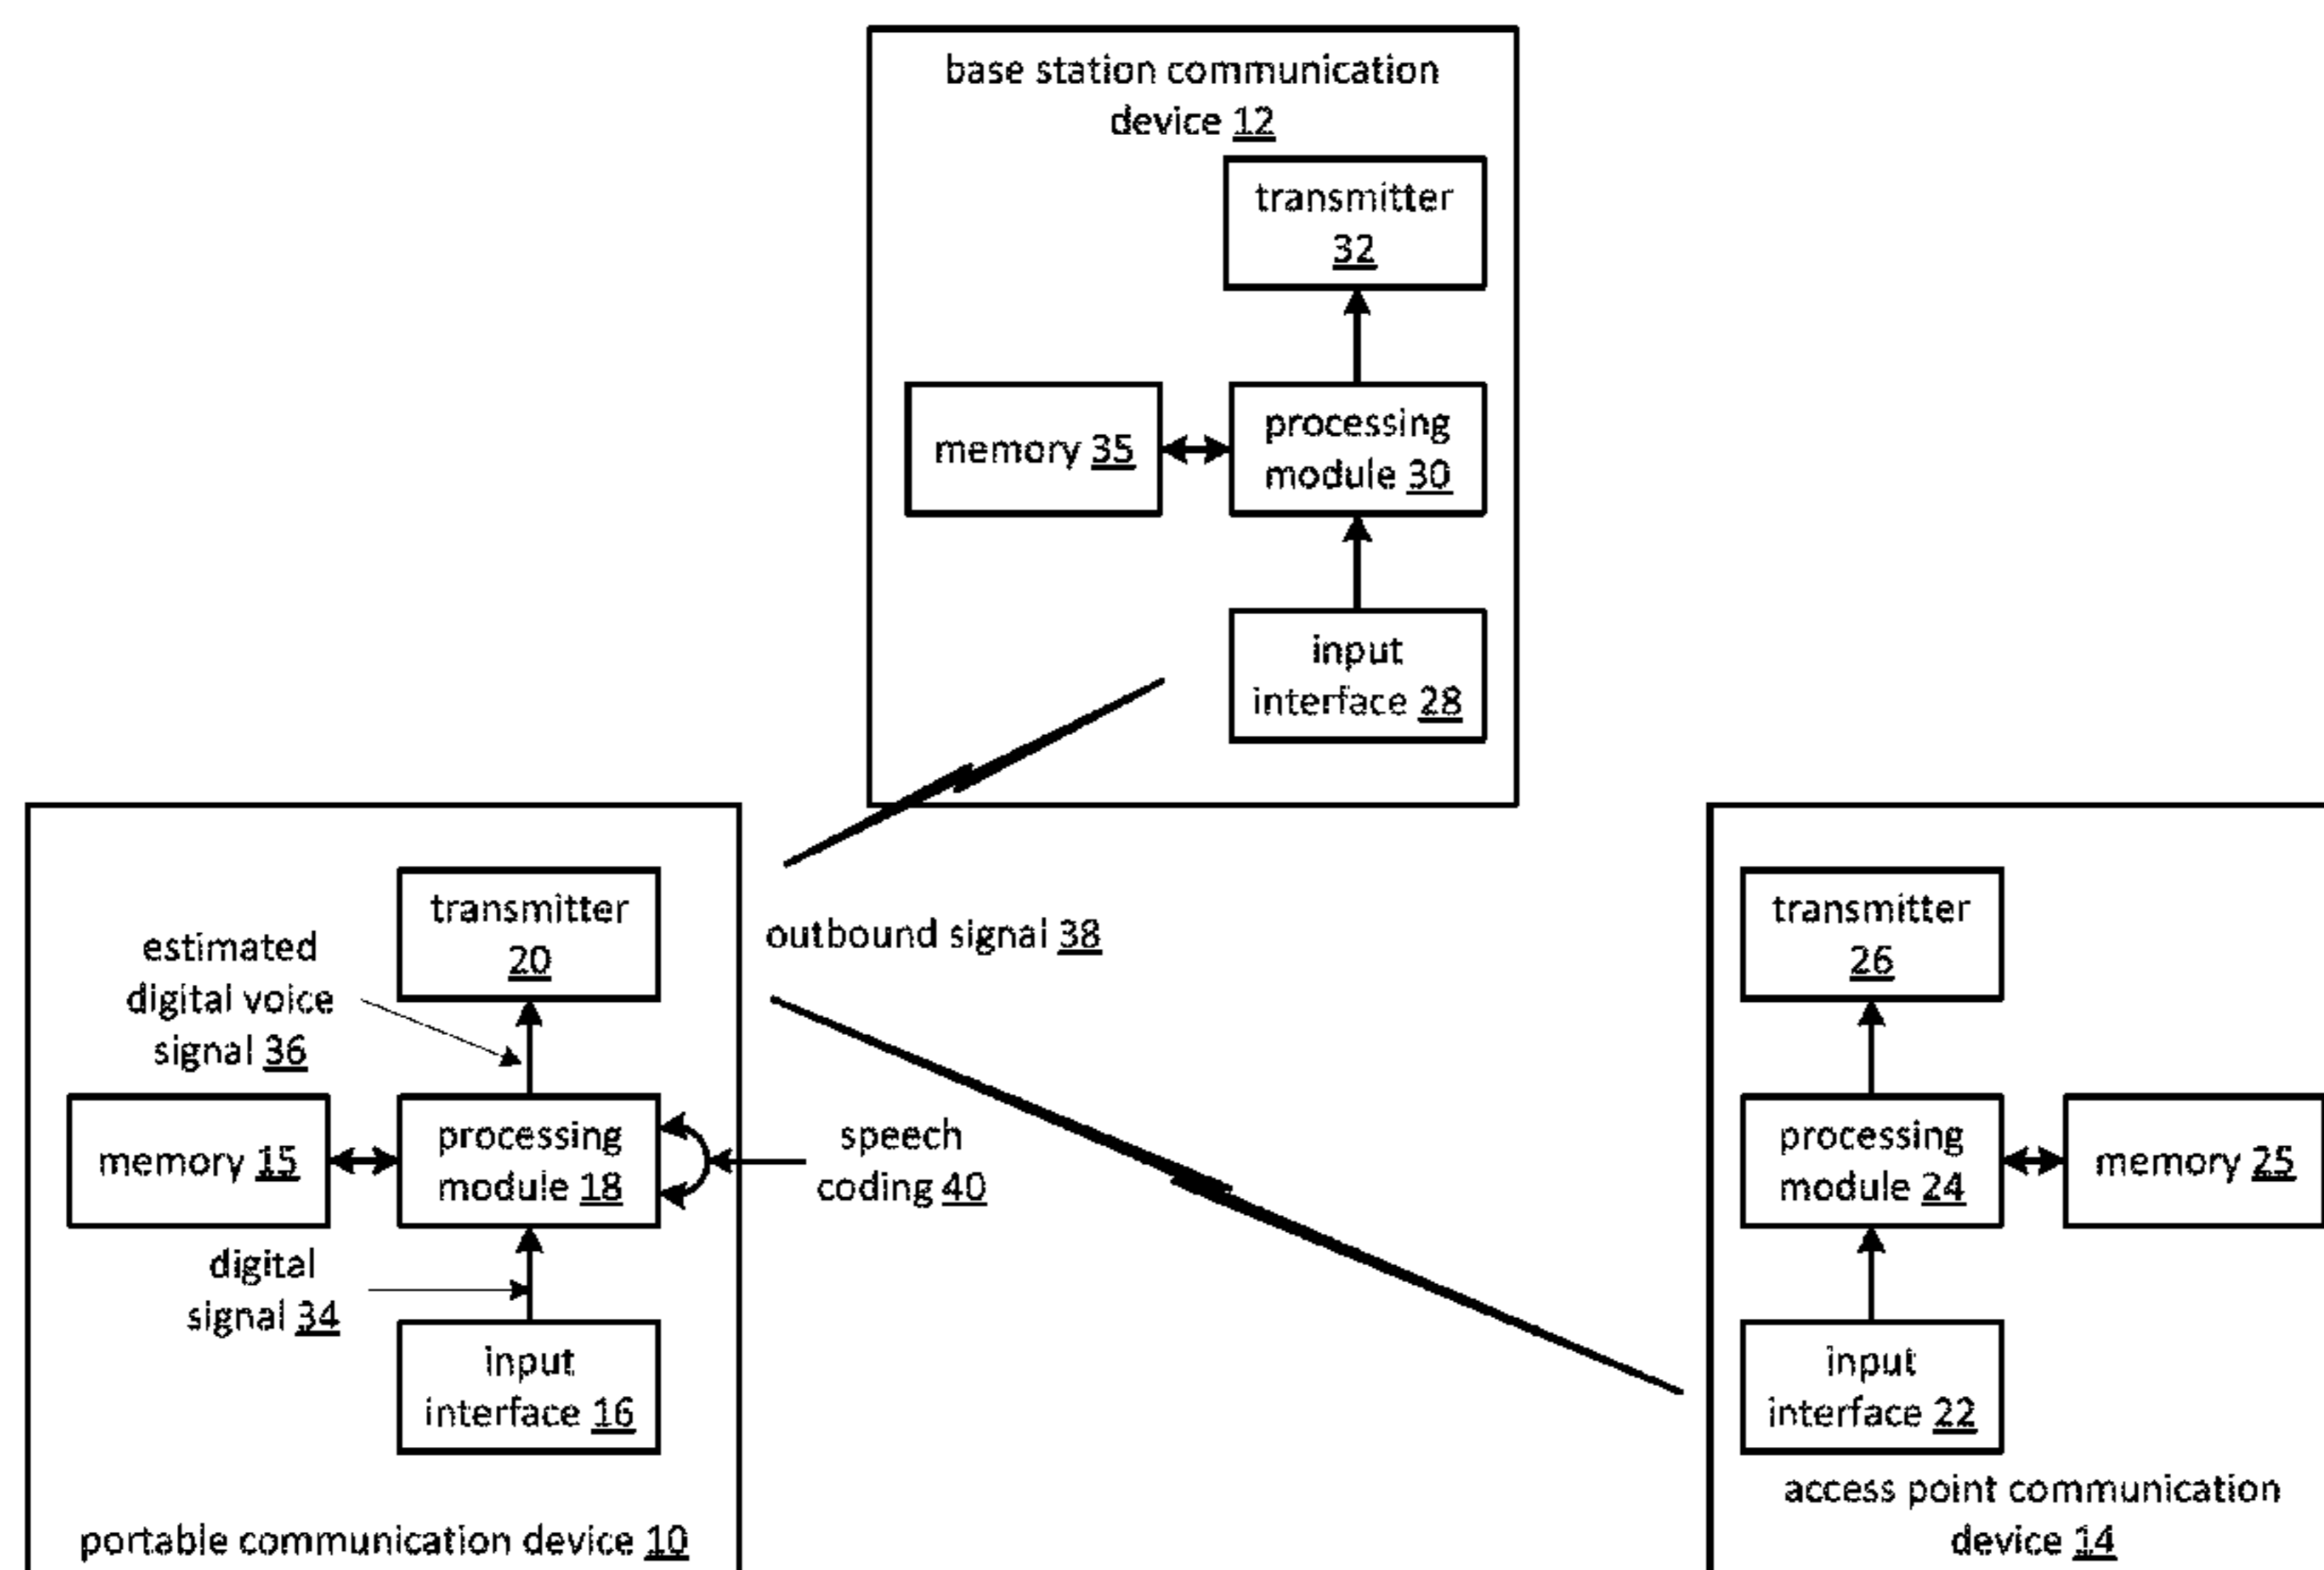 base station communication
device 12
transmitter
32
memory 35
processing
module 30
input
interface 28
transmitter
20
estimated
digital voice
signal 36
outbound signal 38
memory 15
processing
module 18
speech
coding 40
digital
signal 34
input
interface 16
portable communication device 10
transmitter
26
processing
module 24
memory 25
input
interface 22
access point communication
device 14